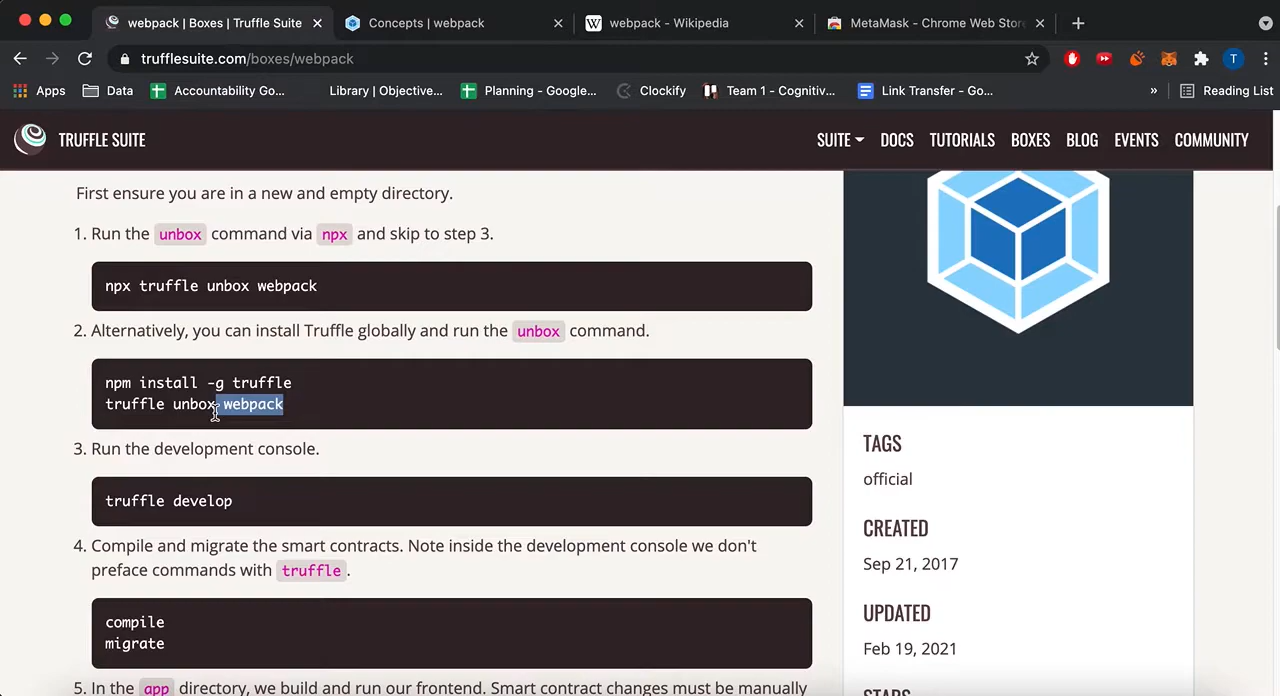 webpack | Boxes | Truffle Suite
Concepts | webpack
W webpack - Wikipedia
MetaMask - Chrome Web Stor
trufflesuite.com/boxes/webpack
T
Apps
Data
Accountability Go...
Library | Objective...
Planning - Google...
Clockify
Team 1 - Cognitiv...
Link Transfer - Go...
»
Reading List
TRUFFLE SUITE
SUITE
DOCS
TUTORIALS
BOXES
BLOG
EVENTS
COMMUNITY
First ensure you are in a new and empty directory.
1. Run the unbox command via npx and skip to step 3.
npx truffle unbox webpack
2. Alternatively, you can install Truffle globally and run the unbox command.
npm install -g truffle
truffle unbox webpack
3. Run the development console.
truffle develop
4. Compile and migrate the smart contracts. Note inside the development console we don't
preface commands with truffle.
compile
migrate
5. In the app directory, we build and run our frontend. Smart contract changes must be manually
TAGS
official
CREATED
Sep 21, 2017
UPDATED
Feb 19, 2021
STARS